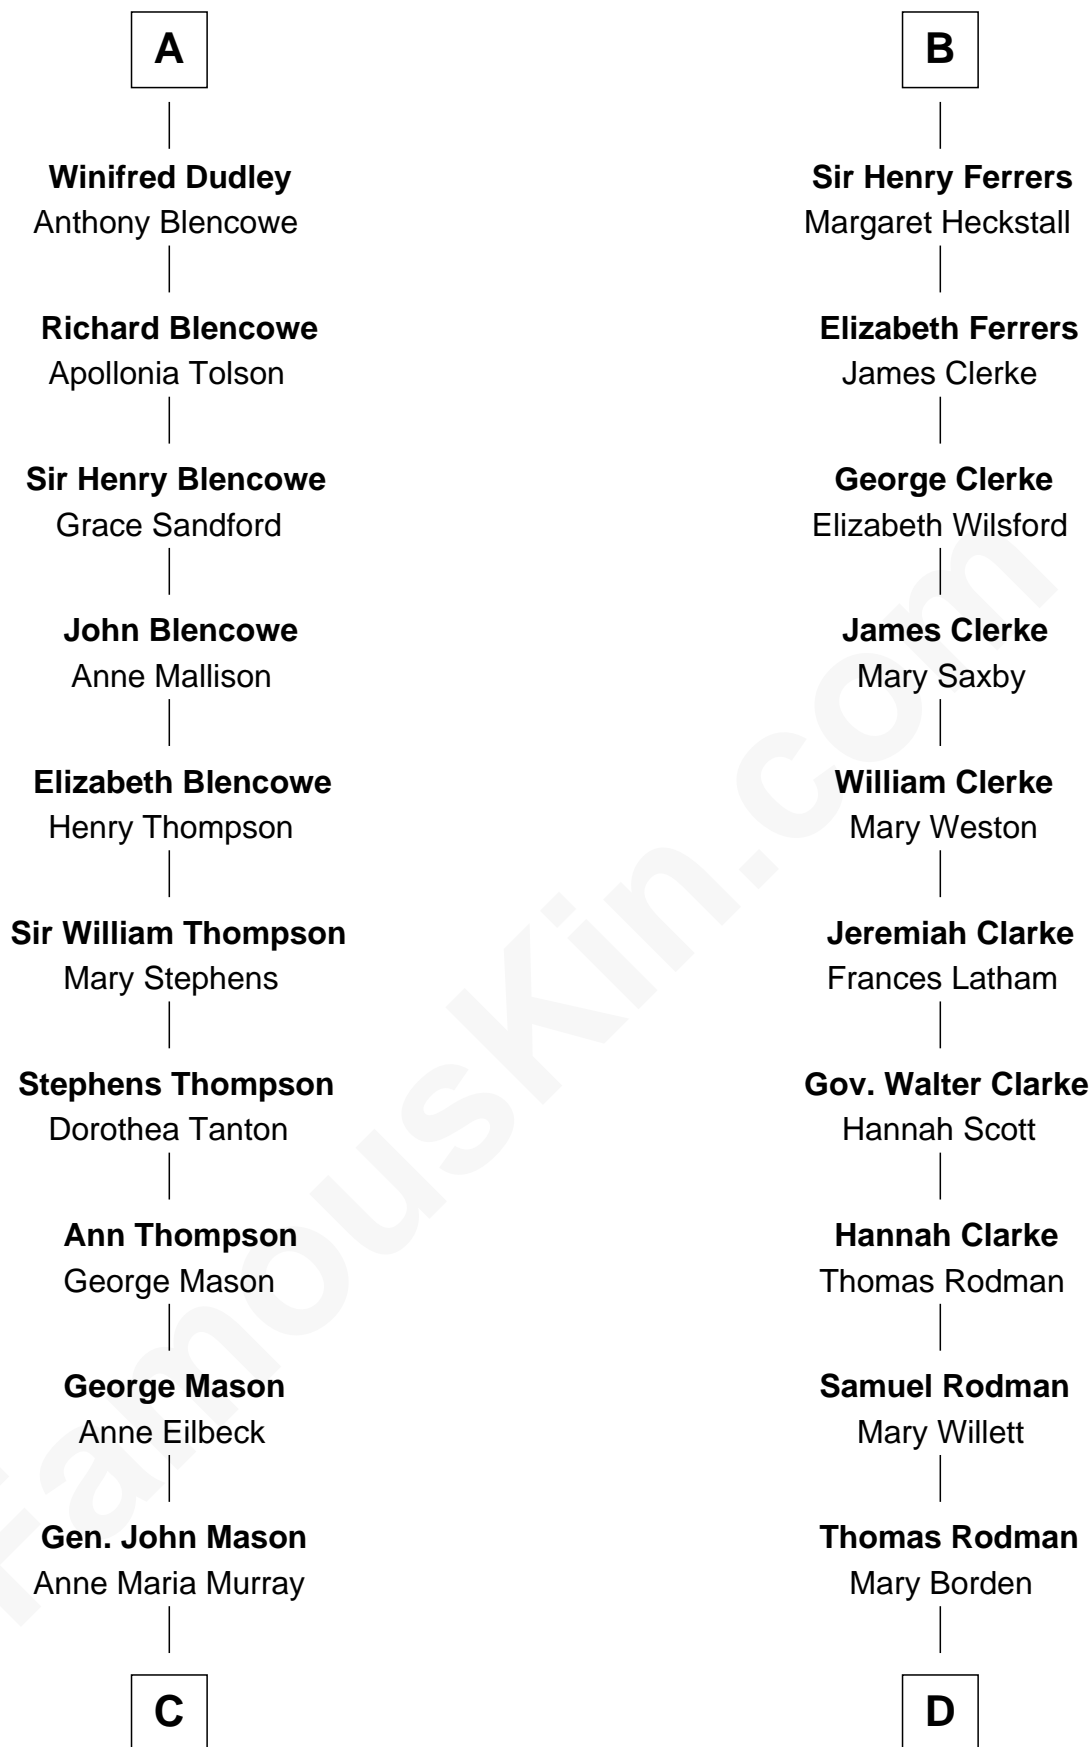 A
Winifred Dudley
Anthony Blencowe
Richard Blencowe
Apollonia Tolson
Sir Henry Blencowe
Grace Sandford
John Blencowe
Anne Mallison
Elizabeth Blencowe
Henry Thompson
Sir William Thompson
Mary Stephens
Stephens Thompson
Dorothea Tanton
Ann Thompson
George Mason
George Mason
Anne Eilbeck
Gen. John Mason
Anne Maria Murray
C
B
Sir Henry Ferrers
Margaret Heckstall
Elizabeth Ferrers
James Clerke
George Clerke
Elizabeth Wilsford
James Clerke
Mary Saxby
William Clerke
Mary Weston
Jeremiah Clarke
Frances Latham
Gov. Walter Clarke
Hannah Scott
Hannah Clarke
Thomas Rodman
Samuel Rodman
Mary Willett
Thomas Rodman
Mary Borden
D
FamousKin.com